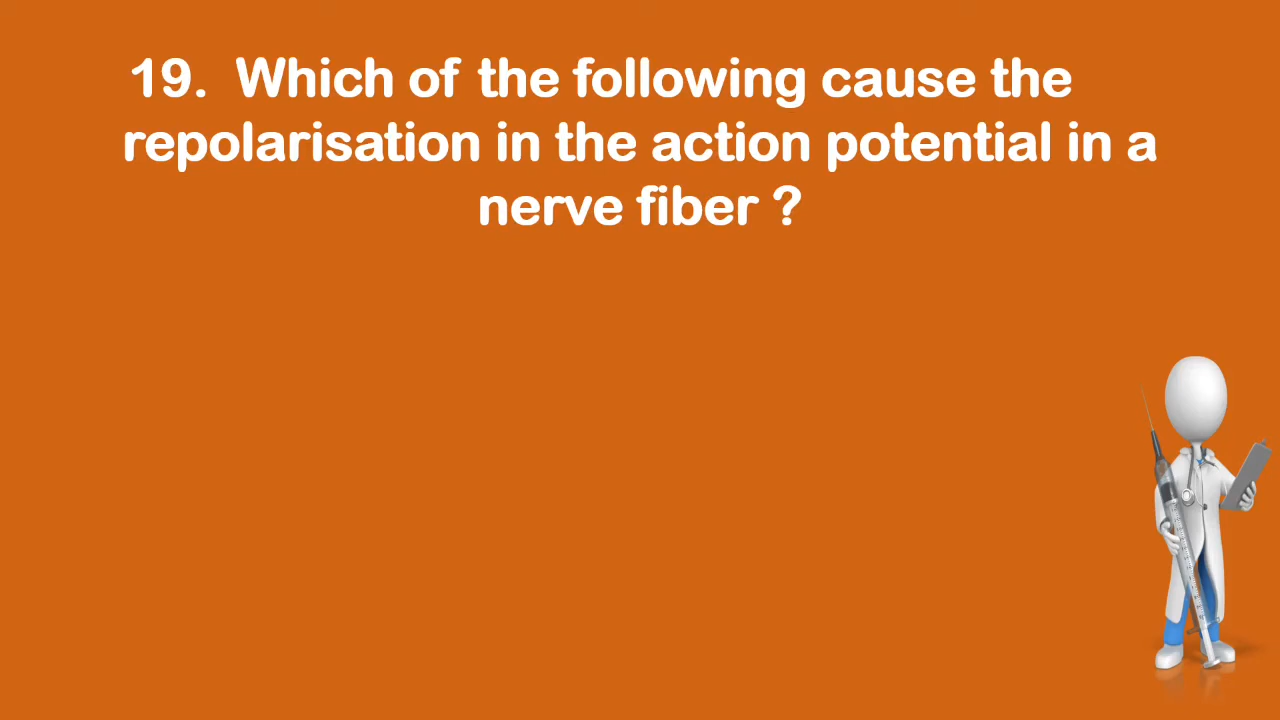 19. Which of the following cause the
repolarisation in the action potential in a
nerve fiber ?